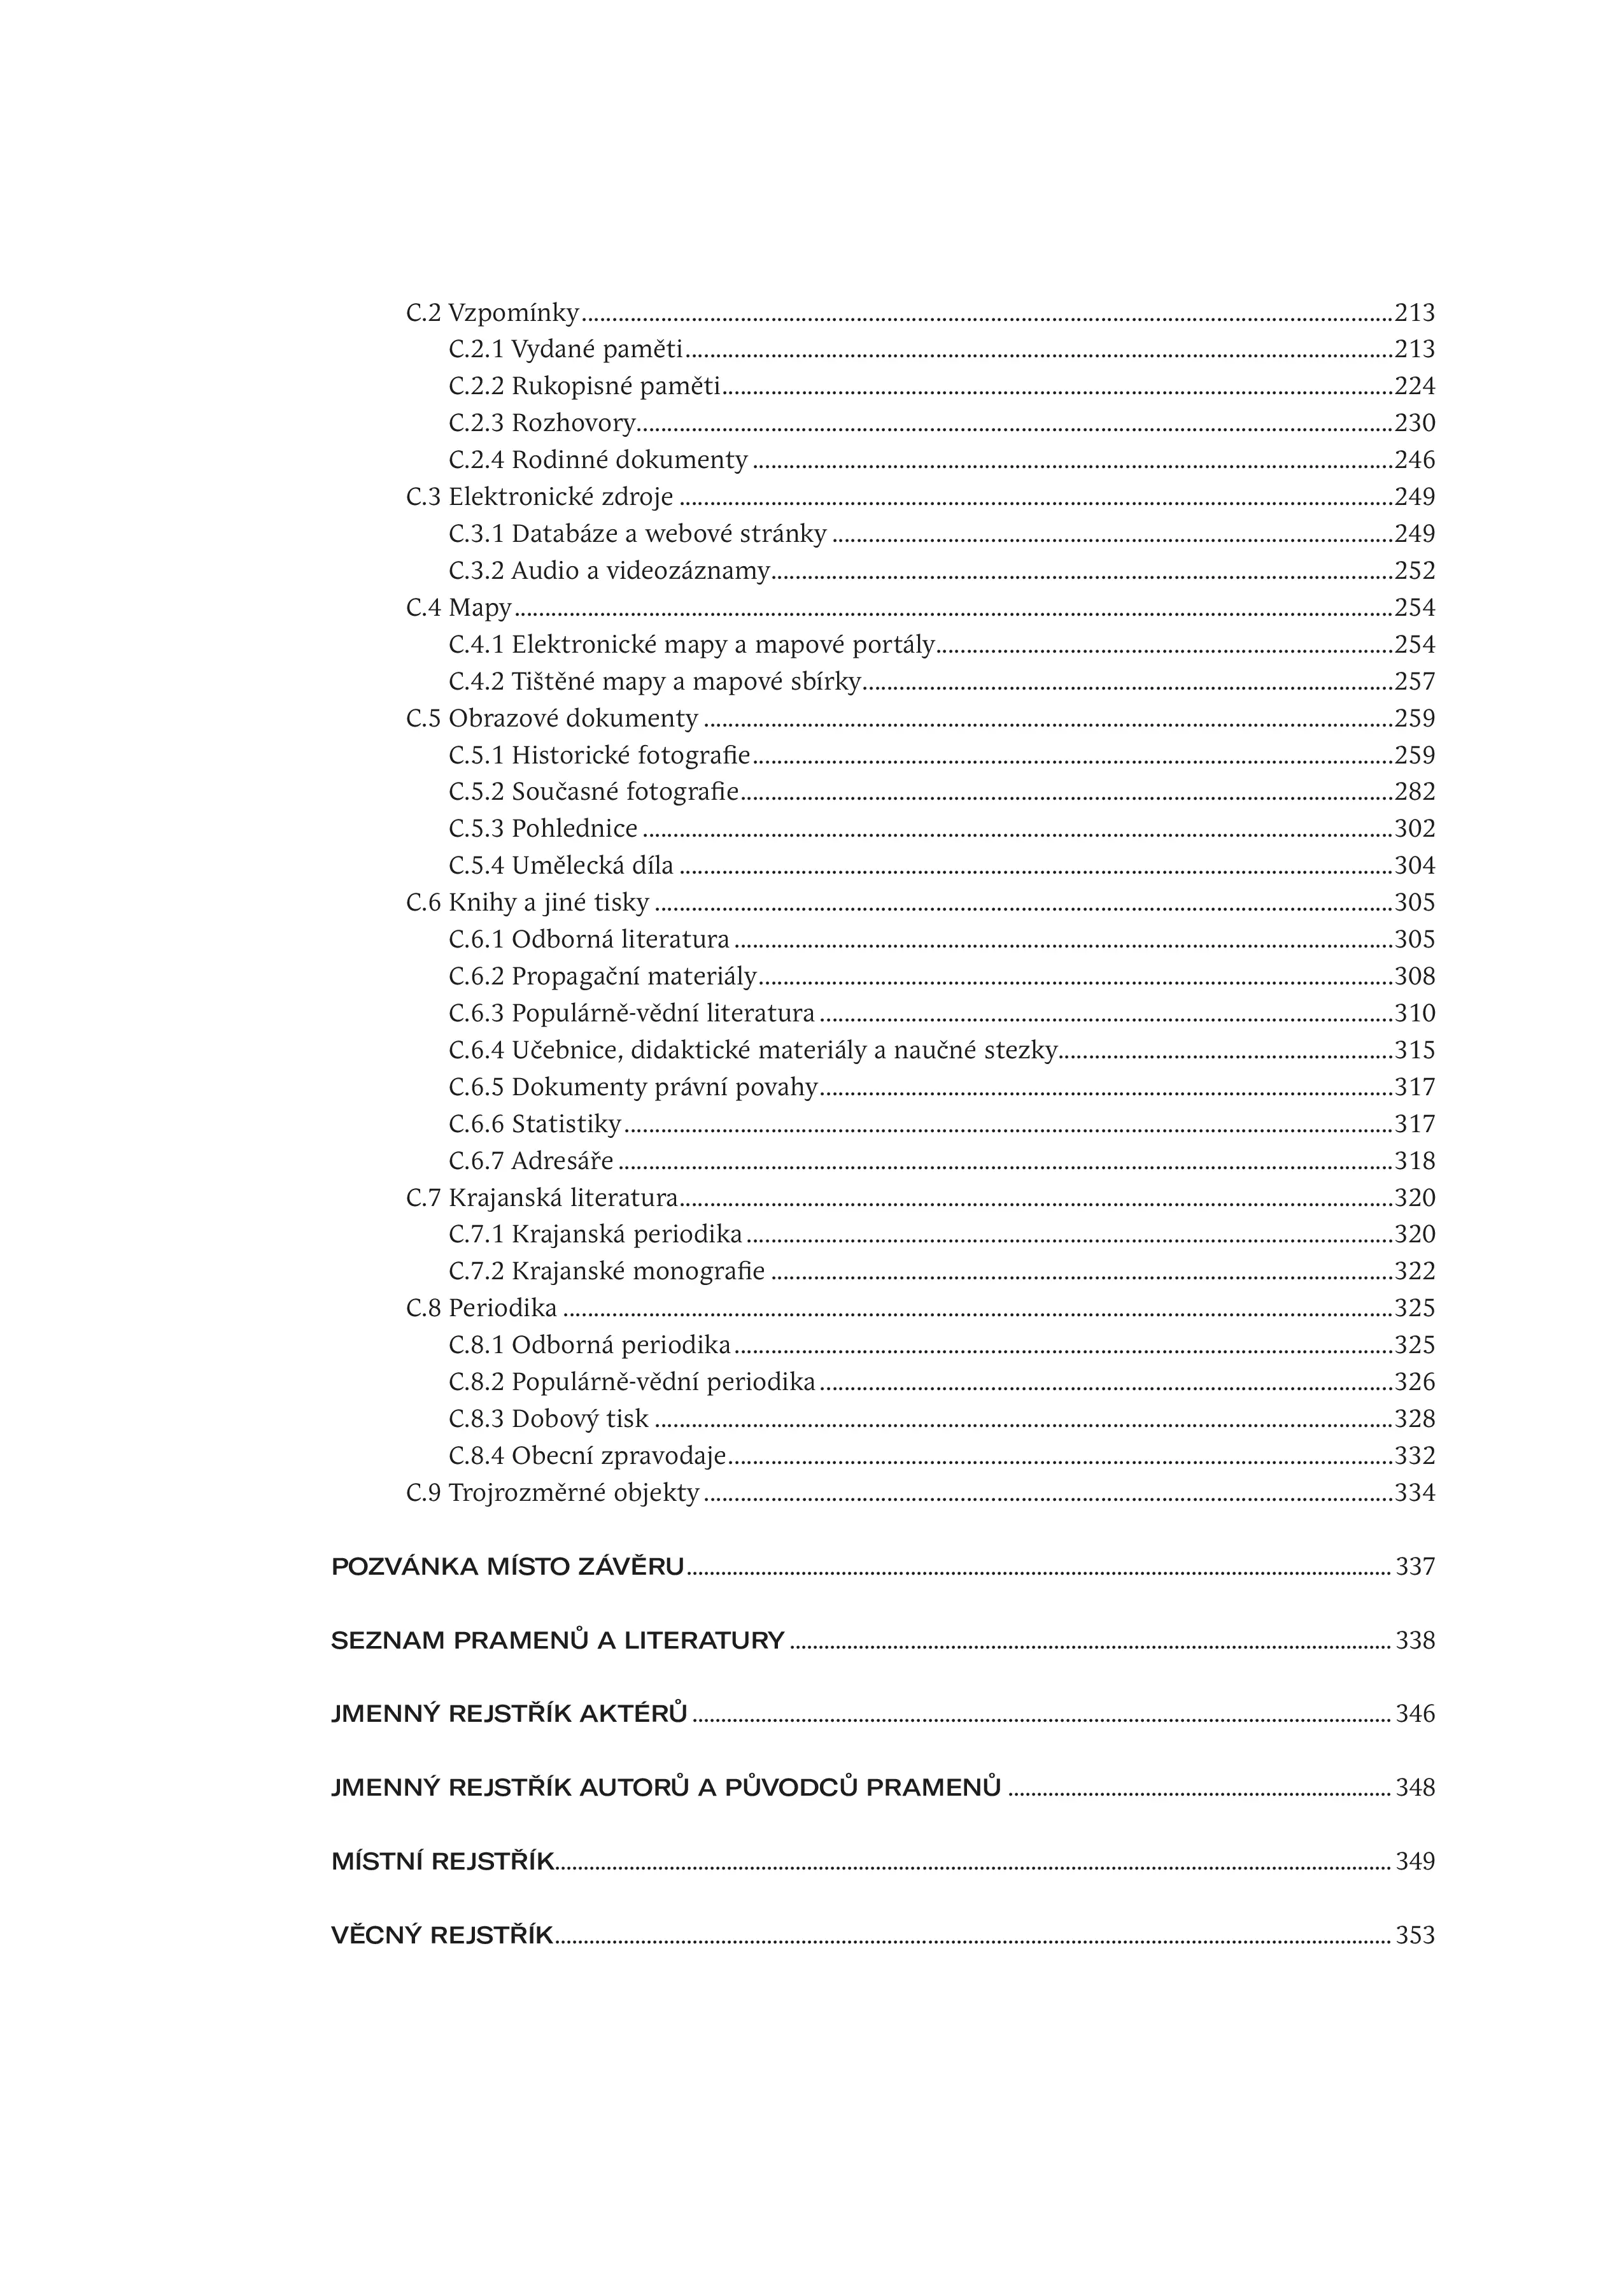 C.2 Vzpomínky........213
C.2.1 Vydané paměti........213
C.2.2 Rukopisné paměti........224
C.2.3 Rozhovory........230
C.2.4 Rodinné dokumenty ........246
C.3 Elektronické zdroje ........249
C.3.1 Databáze a webové stránky ........249
C.3.2 Audio a videozáznamy........252
C.4 Mapy........254
C.4.1 Elektronické mapy a mapové portály........254
C.4.2 Tištěné mapy a mapové sbírky........257
C.5 Obrazové dokumenty ........259
C.5.1 Historické fotografie........259
C.5.2 Současné fotografie........282
C.5.3 Pohlednice ........302
C.5.4 Umělecká díla ........304
C.6 Knihy a jiné tisky ........305
C.6.1 Odborná literatura ........305
C.6.2 Propagační materiály........308
C.6.3 Populárně-vědní literatura ........310
C.6.4 Učebnice, didaktické materiály a naučné stezky........315
C.6.5 Dokumenty právní povahy........317
C.6.6 Statistiky........317
C.6.7 Adresáře ........318
C.7 Krajanská literatura........320
C.7.1 Krajanská periodika ........320
C.7.2 Krajanské monografie ........322
C.8 Periodika ........325
C.8.1 Odborná periodika........325
C.8.2 Populárně-vědní periodika ........326
C.8.3 Dobový tisk ........328
C.8.4 Obecní zpravodaje........332
C.9 Trojrozměrné objekty ........334
POZVÁNKA MÍSTO ZÁVĚRU........ 337
SEZNAM PRAMENŮ A LITERATURY ........ 338
JMENNÝ REJSTŘÍK AKTÉRŮ ........ 346
JMENNÝ REJSTŘÍK AUTORŮ A PŮVODCŮ PRAMENŮ ........ 348
MÍSTNÍ REJSTŘÍK........ 349
VĚCNÝ REJSTŘÍK........ 353